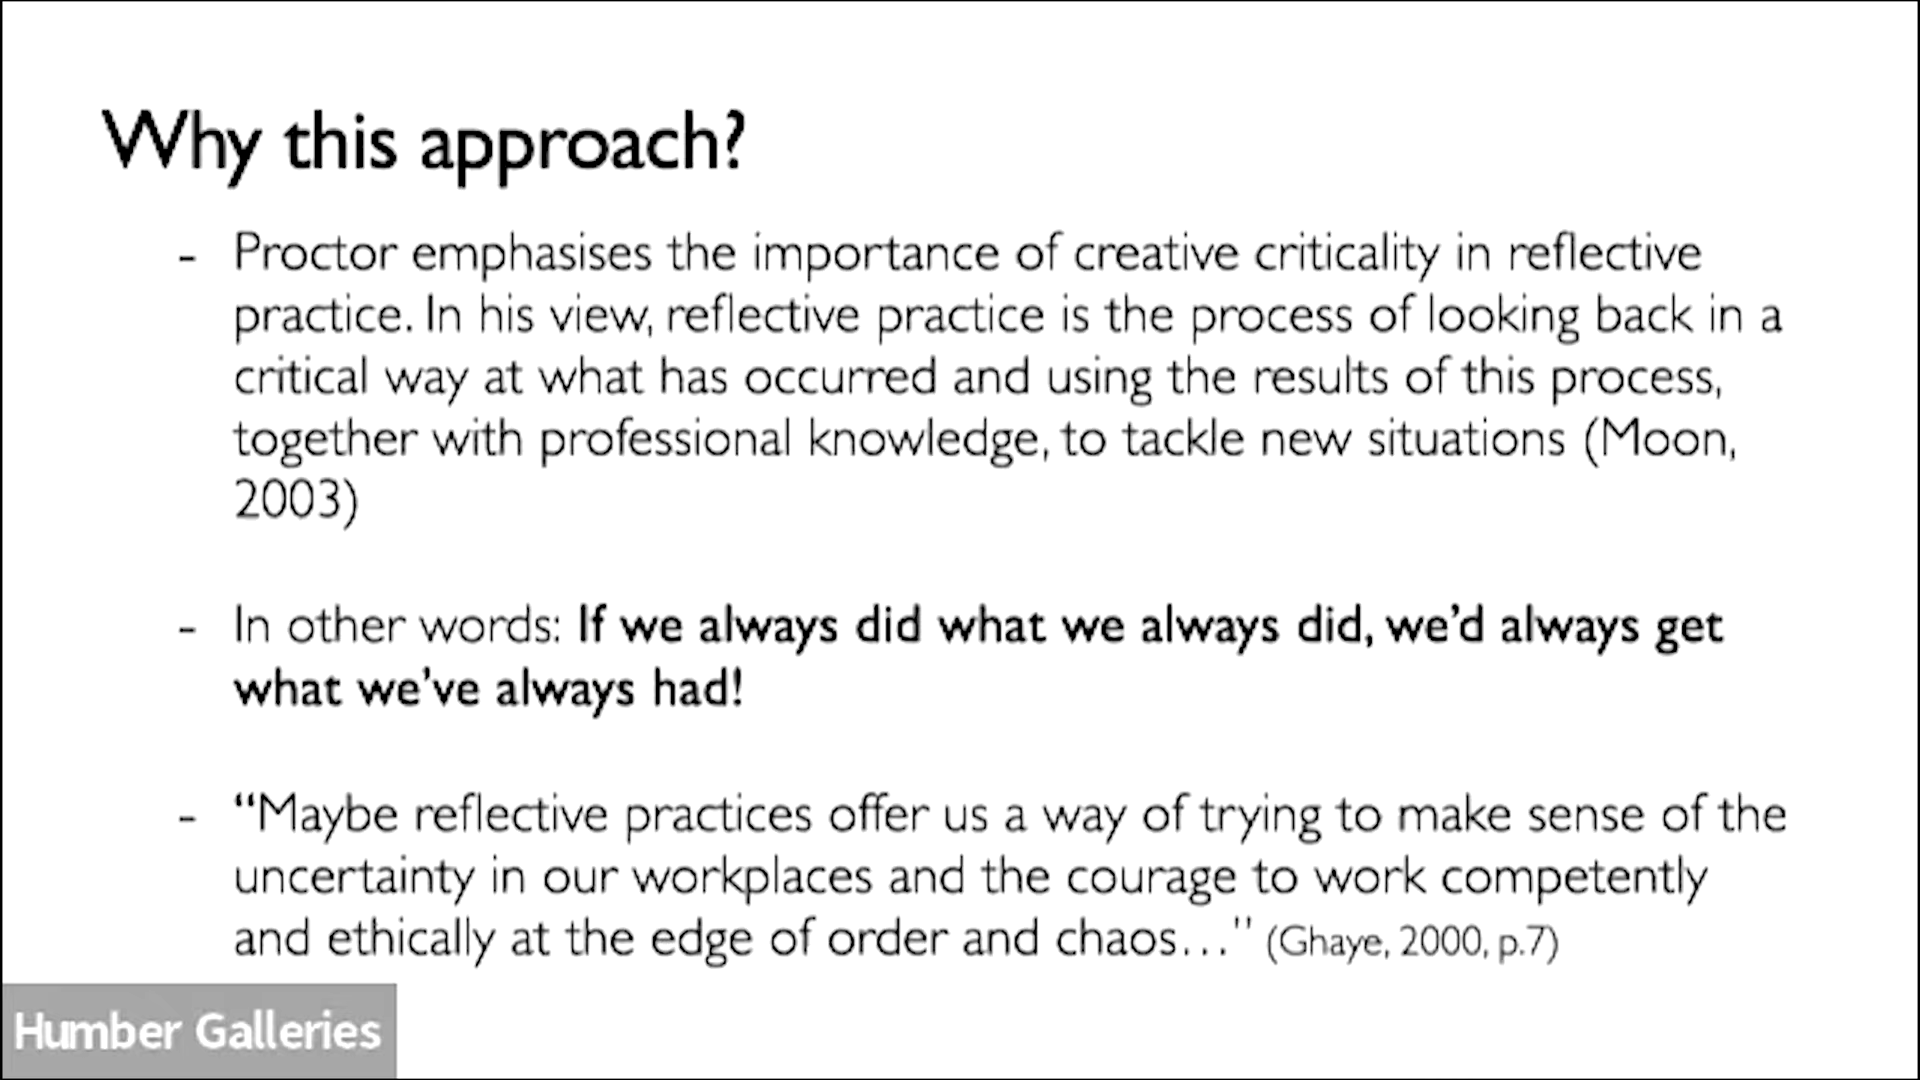 Why this approach?
- Proctor emphasises the importance of creative criticality in reflective
practice. In his view, reflective practice is the process of looking back in a
critical way at what has occurred and using the results of this process,
together with professional knowledge, to tackle new situations (Moon,
2003)
- In other words: If we always did what we always did, we’d always get
what we’ve always had!
- “Maybe reflective practices offer us a way of trying to make sense of the
uncertainty in our workplaces and the courage to work competently
and ethically at the edge of order and chaos…" (Ghaye, 2000, p.7)
Humber Galleries